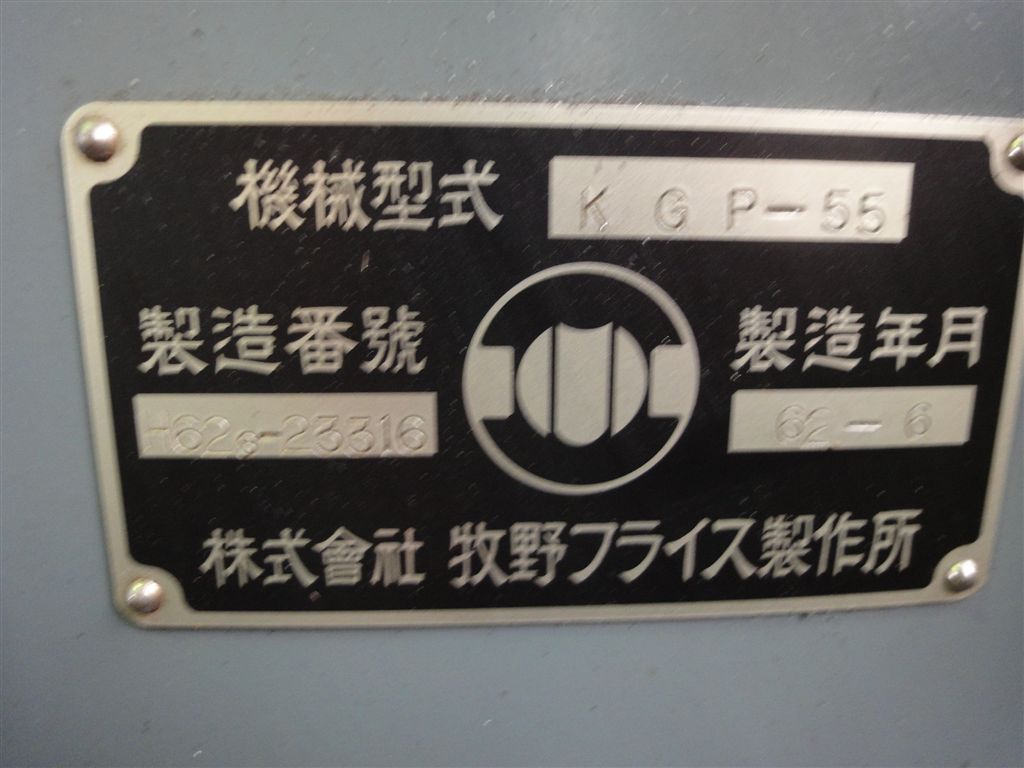 機械型式 KGP-55
製造番號 製造年月
H62s-23316 62-6
株式會社 牧野フライス製作所